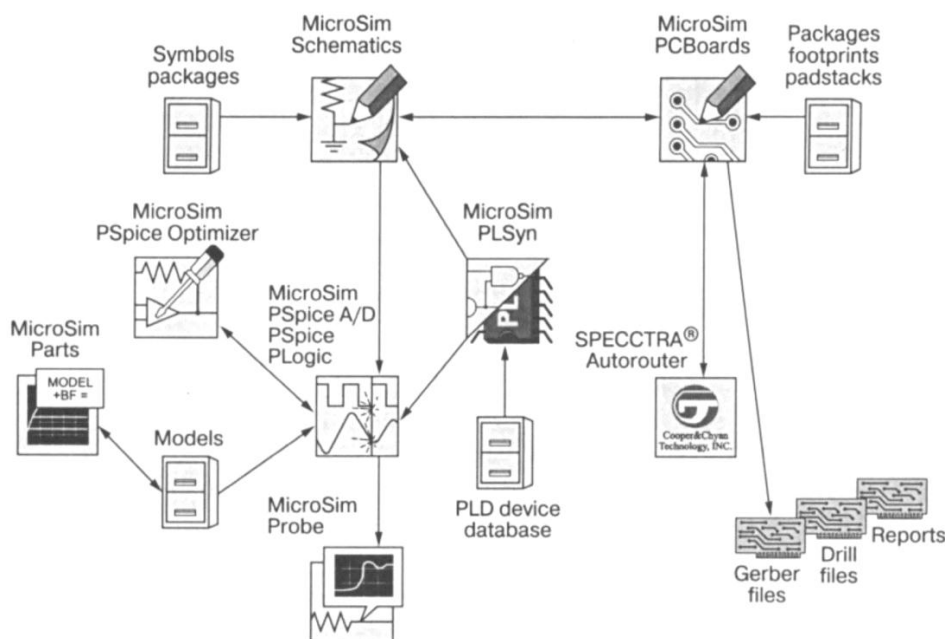 MicroSim
Schematics
MicroSim
PCBoards
Packages
footprints
padstacks
Symbols
packages
MicroSim
PSpice Optimizer
MicroSim
PLSyn
MicroSim
PSpice A/D
PSpice
PLogic
PL
SPECCTRA®
Autorouter
MicroSim
Parts
MODEL
+BF =
Models
Cooper&Chyan
Technology, INC.
MicroSim
Probe
PLD device
database
Reports
Drill
files
Gerber
files